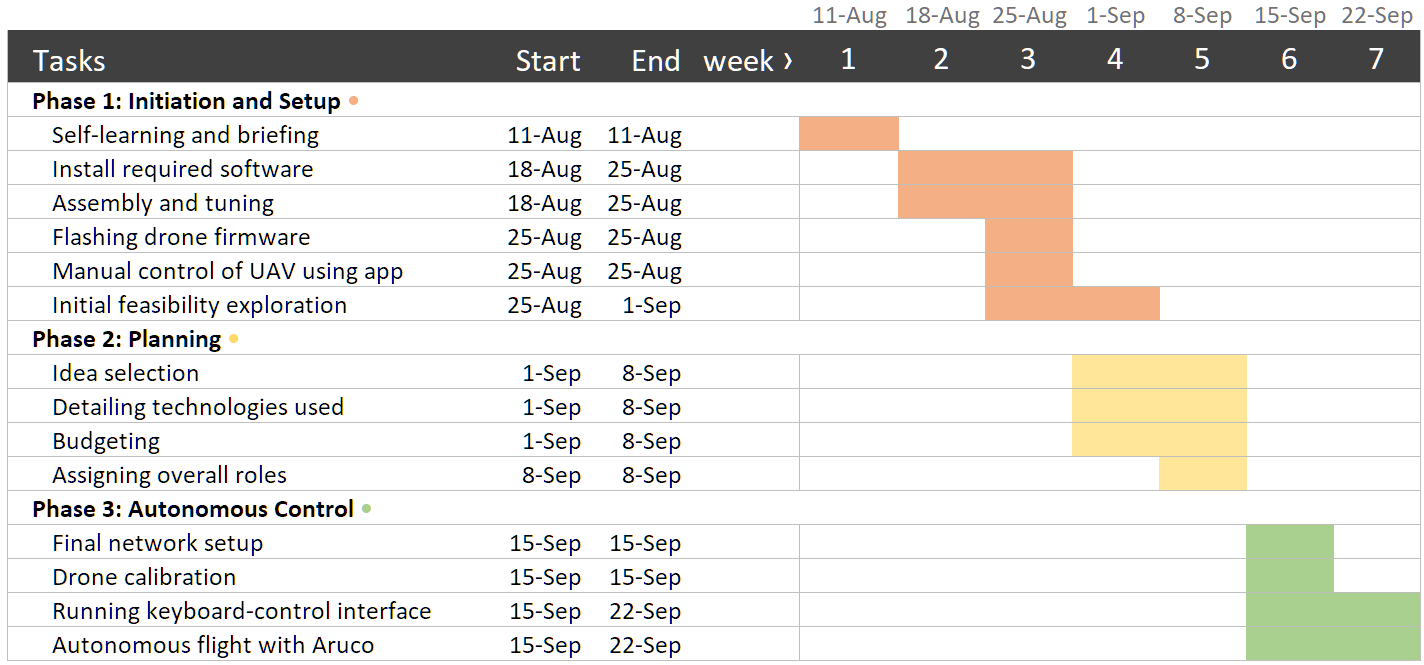 11-Aug 18-Aug 25-Aug 1-Sep 8-Sep 15-Sep 22-Sep
Tasks Start End week › 1 2 3 4 5 6 7
Phase 1: Initiation and Setup
Self-learning and briefing 11-Aug 11-Aug
Install required software 18-Aug 25-Aug
Assembly and tuning 18-Aug 25-Aug
Flashing drone firmware 25-Aug 25-Aug
Manual control of UAV using app 25-Aug 25-Aug
Initial feasibility exploration 25-Aug 1-Sep
Phase 2: Planning
Idea selection 1-Sep 8-Sep
Detailing technologies used 1-Sep 8-Sep
Budgeting 1-Sep 8-Sep
Assigning overall roles 8-Sep 8-Sep
Phase 3: Autonomous Control
Final network setup 15-Sep 15-Sep
Drone calibration 15-Sep 15-Sep
Running keyboard-control interface 15-Sep 22-Sep
Autonomous flight with Aruco 15-Sep 22-Sep